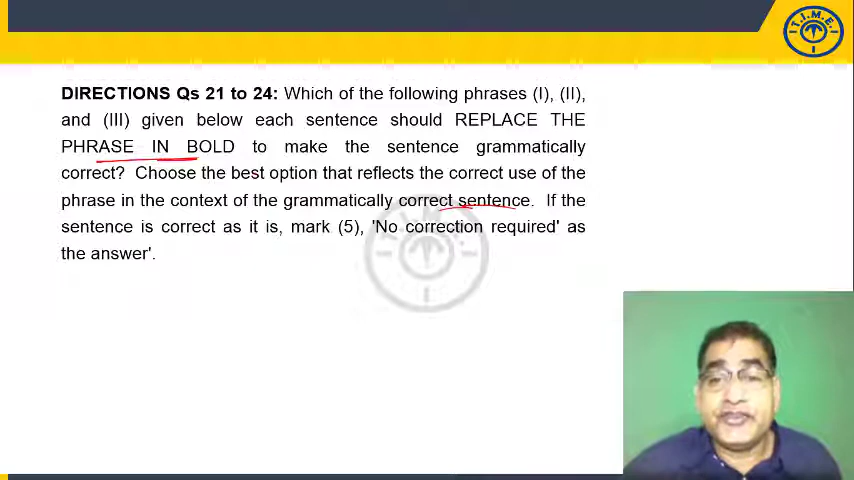 T.I.M.E.
DIRECTIONS Qs 21 to 24: Which of the following phrases (I), (II),
and (III) given below each sentence should REPLACE THE
PHRASE IN BOLD to make the sentence grammatically
correct? Choose the best option that reflects the correct use of the
phrase in the context of the grammatically correct sentence. If the
sentence is correct as it is, mark (5), 'No correction required' as
the answer'.
T.I.M.E.